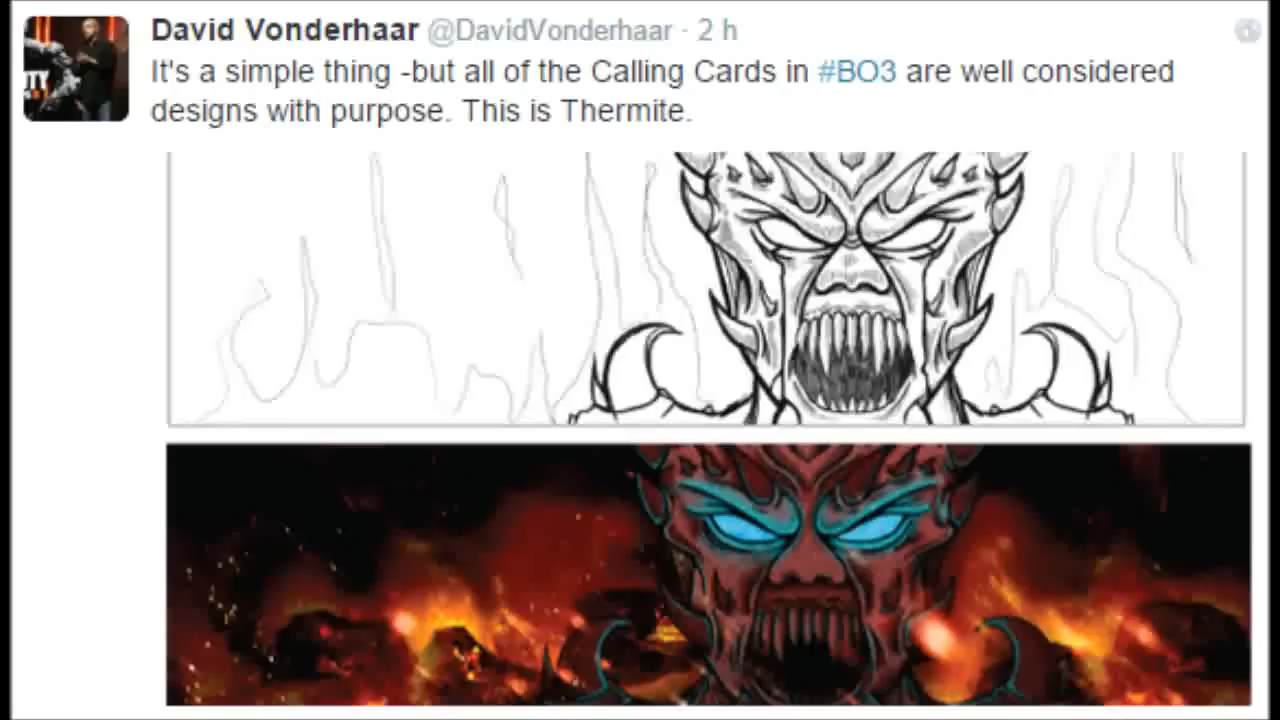 David Vonderhaar @DavidVonderhaar · 2 h
It's a simple thing -but all of the Calling Cards in #BO3 are well considered
designs with purpose. This is Thermite.